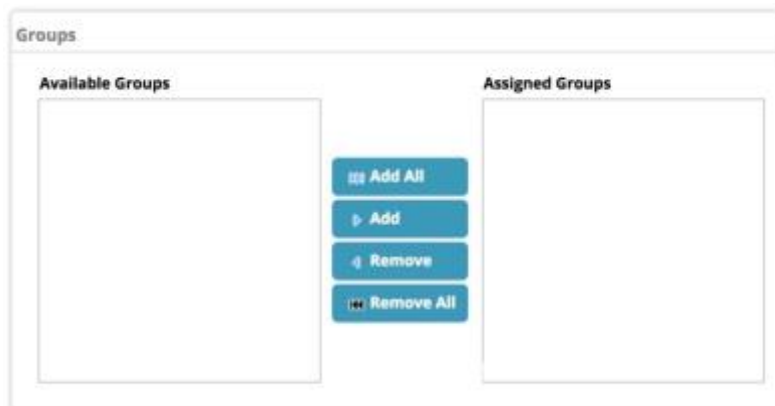 Groups
Available Groups
Assigned Groups
Add All
Add
Remove
Remove All